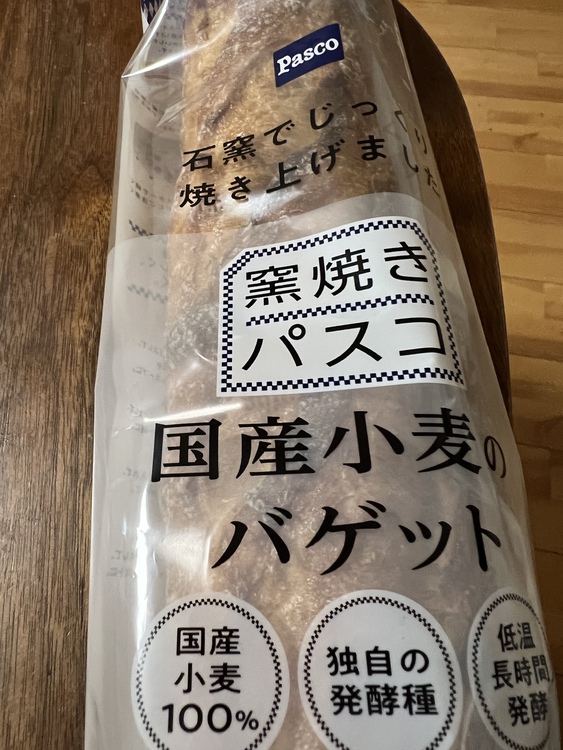 Pasco
石窯でじっくり
焼き上げました
窯焼き
パスコ
国産小麦の
バゲット
国産
小麦
100%
独自の
発酵種
低温
長時間
発酵